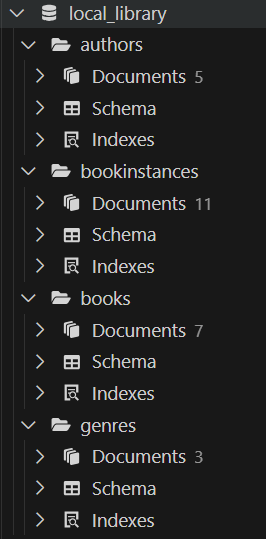 local_library
authors
Documents 5
Schema
Indexes
bookinstances
Documents 11
Schema
Indexes
books
Documents 7
Schema
Indexes
genres
Documents 3
Schema
Indexes